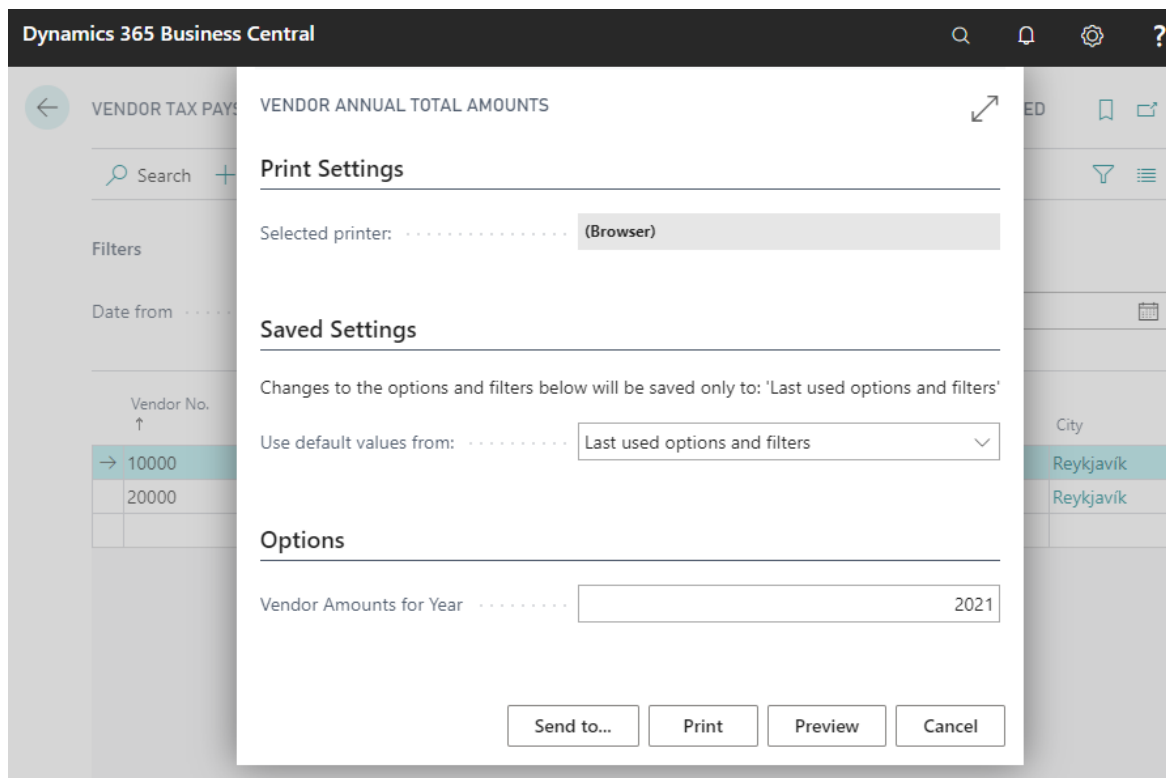 Dynamics 365 Business Central ?
VENDOR TAX PAYS
VENDOR ANNUAL TOTAL AMOUNTS
ED
Search
Print Settings
Selected printer: (Browser)
Filters
Date from
Saved Settings
Changes to the options and filters below will be saved only to: 'Last used options and filters'
Vendor No.
City
Use default values from: Last used options and filters
10000 Reykjavík
20000 Reykjavík
Options
Vendor Amounts for Year 2021
Send to... Print Preview Cancel